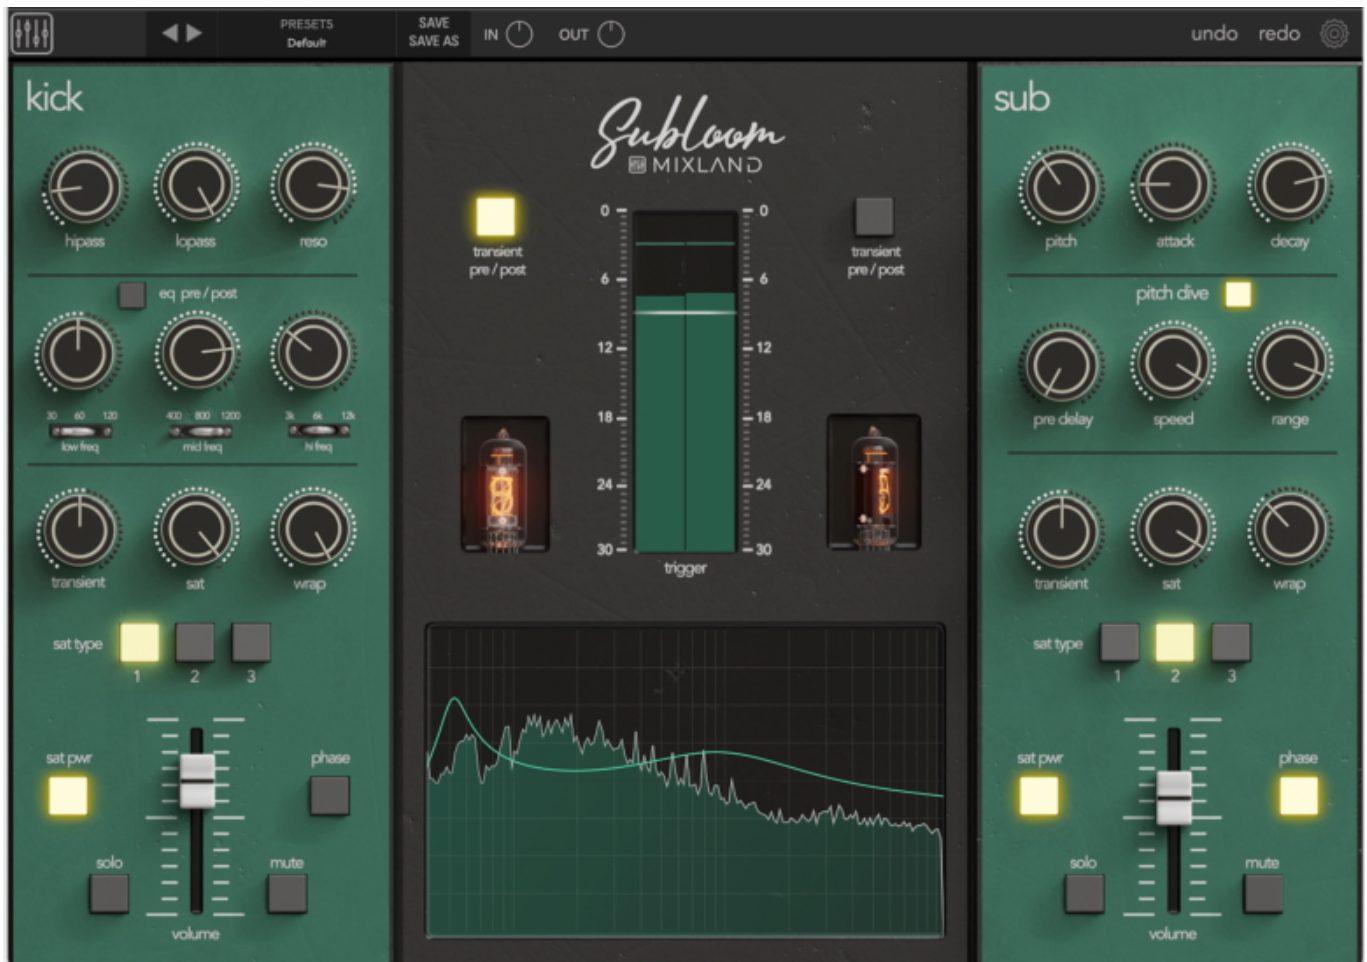 PRESETS
Default
SAVE
SAVE AS
IN
OUT
undo
redo
kick
hipass
lopass
reso
eq pre / post
30 60 120
400 800 1200
3k 6k 12k
low freq
mid freq
hi freq
transient
sat
wrap
sat type
1
2
3
sat pwr
phase
solo
mute
volume
Subloom
MIXLAND
transient
pre / post
transient
pre / post
0
0
6
6
12
12
18
18
24
24
30
30
trigger
8
sub
pitch
attack
decay
pitch dive
pre delay
speed
range
transient
sat
wrap
sat type
1
2
3
sat pwr
phase
solo
mute
volume